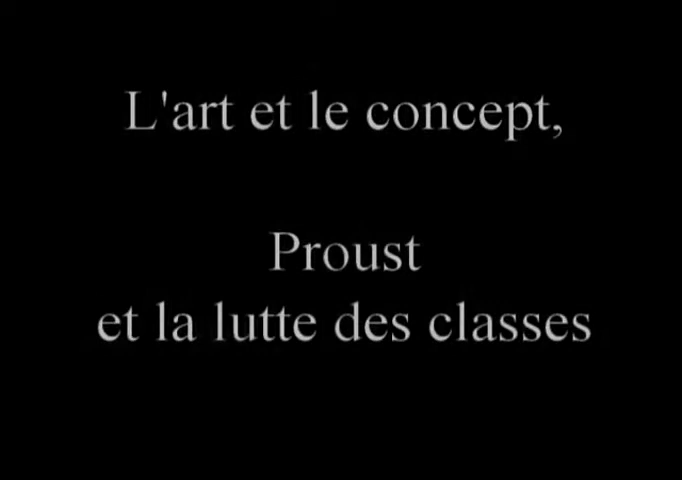 L'art et le concept,
Proust
et la lutte des classes